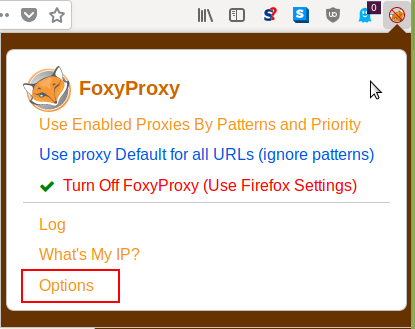 0
FoxyProxy
Use Enabled Proxies By Patterns and Priority
Use proxy Default for all URLs (ignore patterns)
Turn Off FoxyProxy (Use Firefox Settings)
Log
What's My IP?
Options